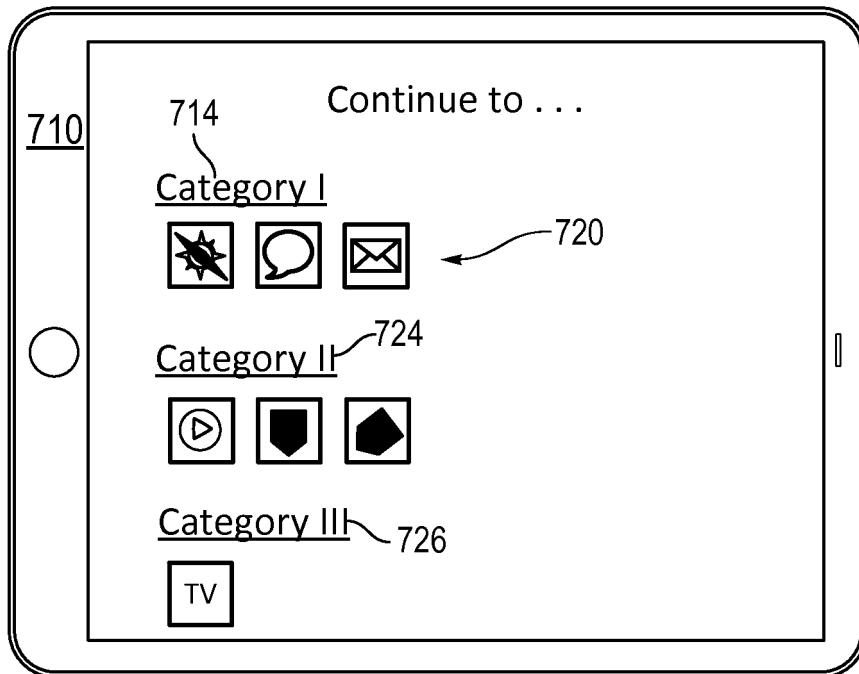 Continue to . . .
714
710
Category I
720
724
Category II
Category III
726
TV